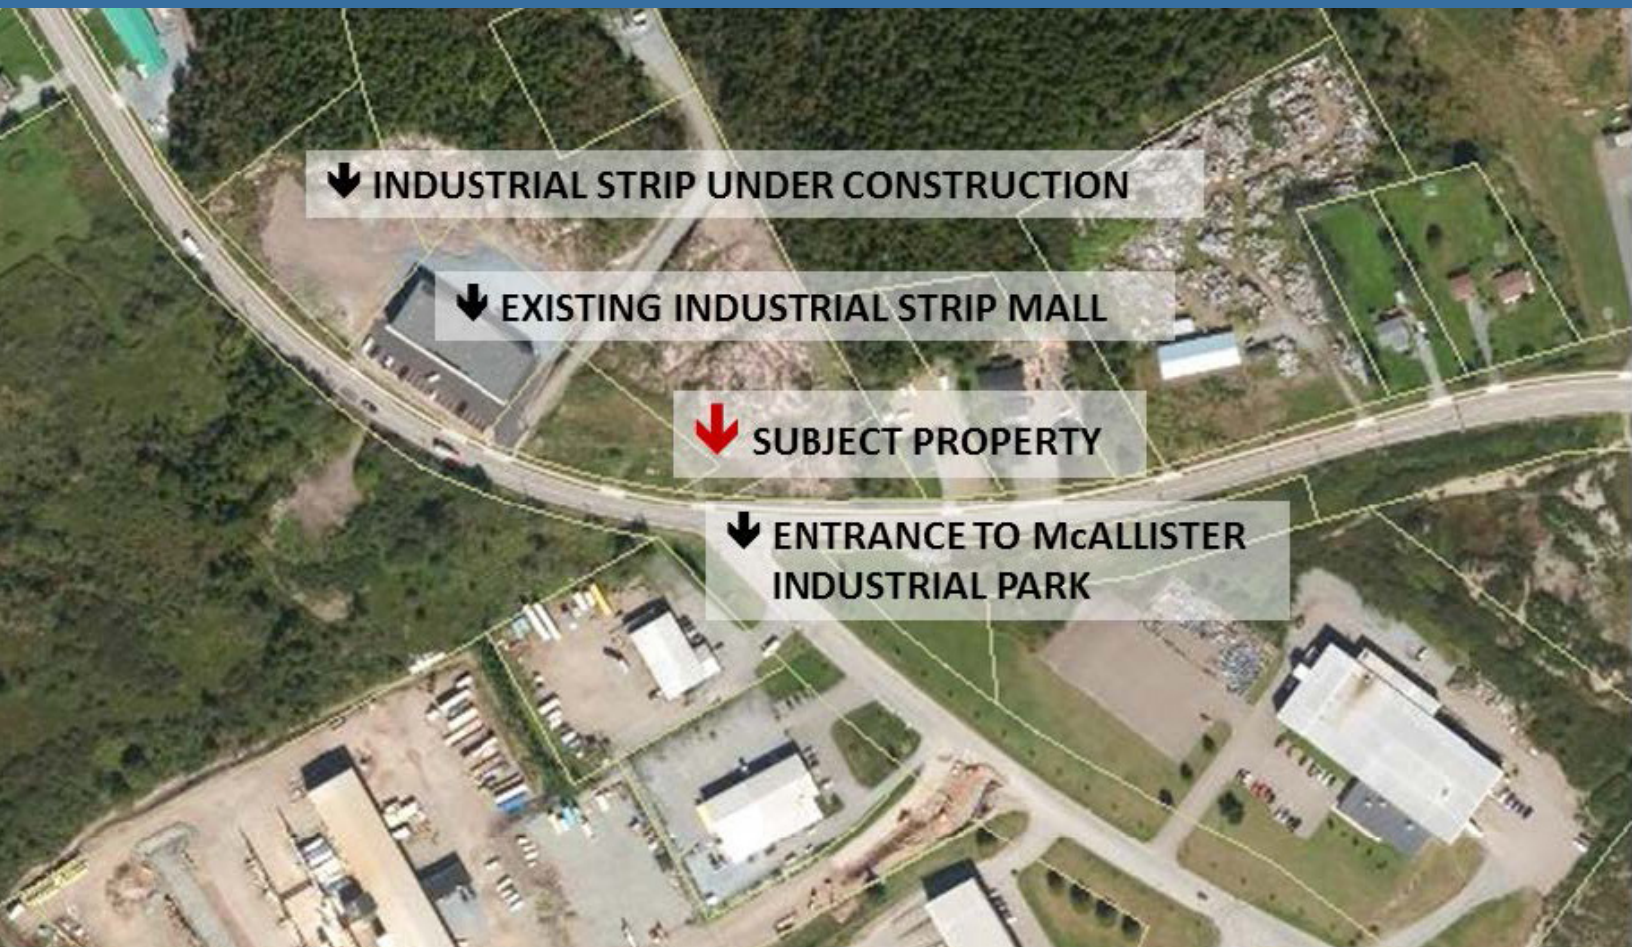 INDUSTRIAL STRIP UNDER CONSTRUCTION
EXISTING INDUSTRIAL STRIP MALL
SUBJECT PROPERTY
ENTRANCE TO McALLISTER
INDUSTRIAL PARK